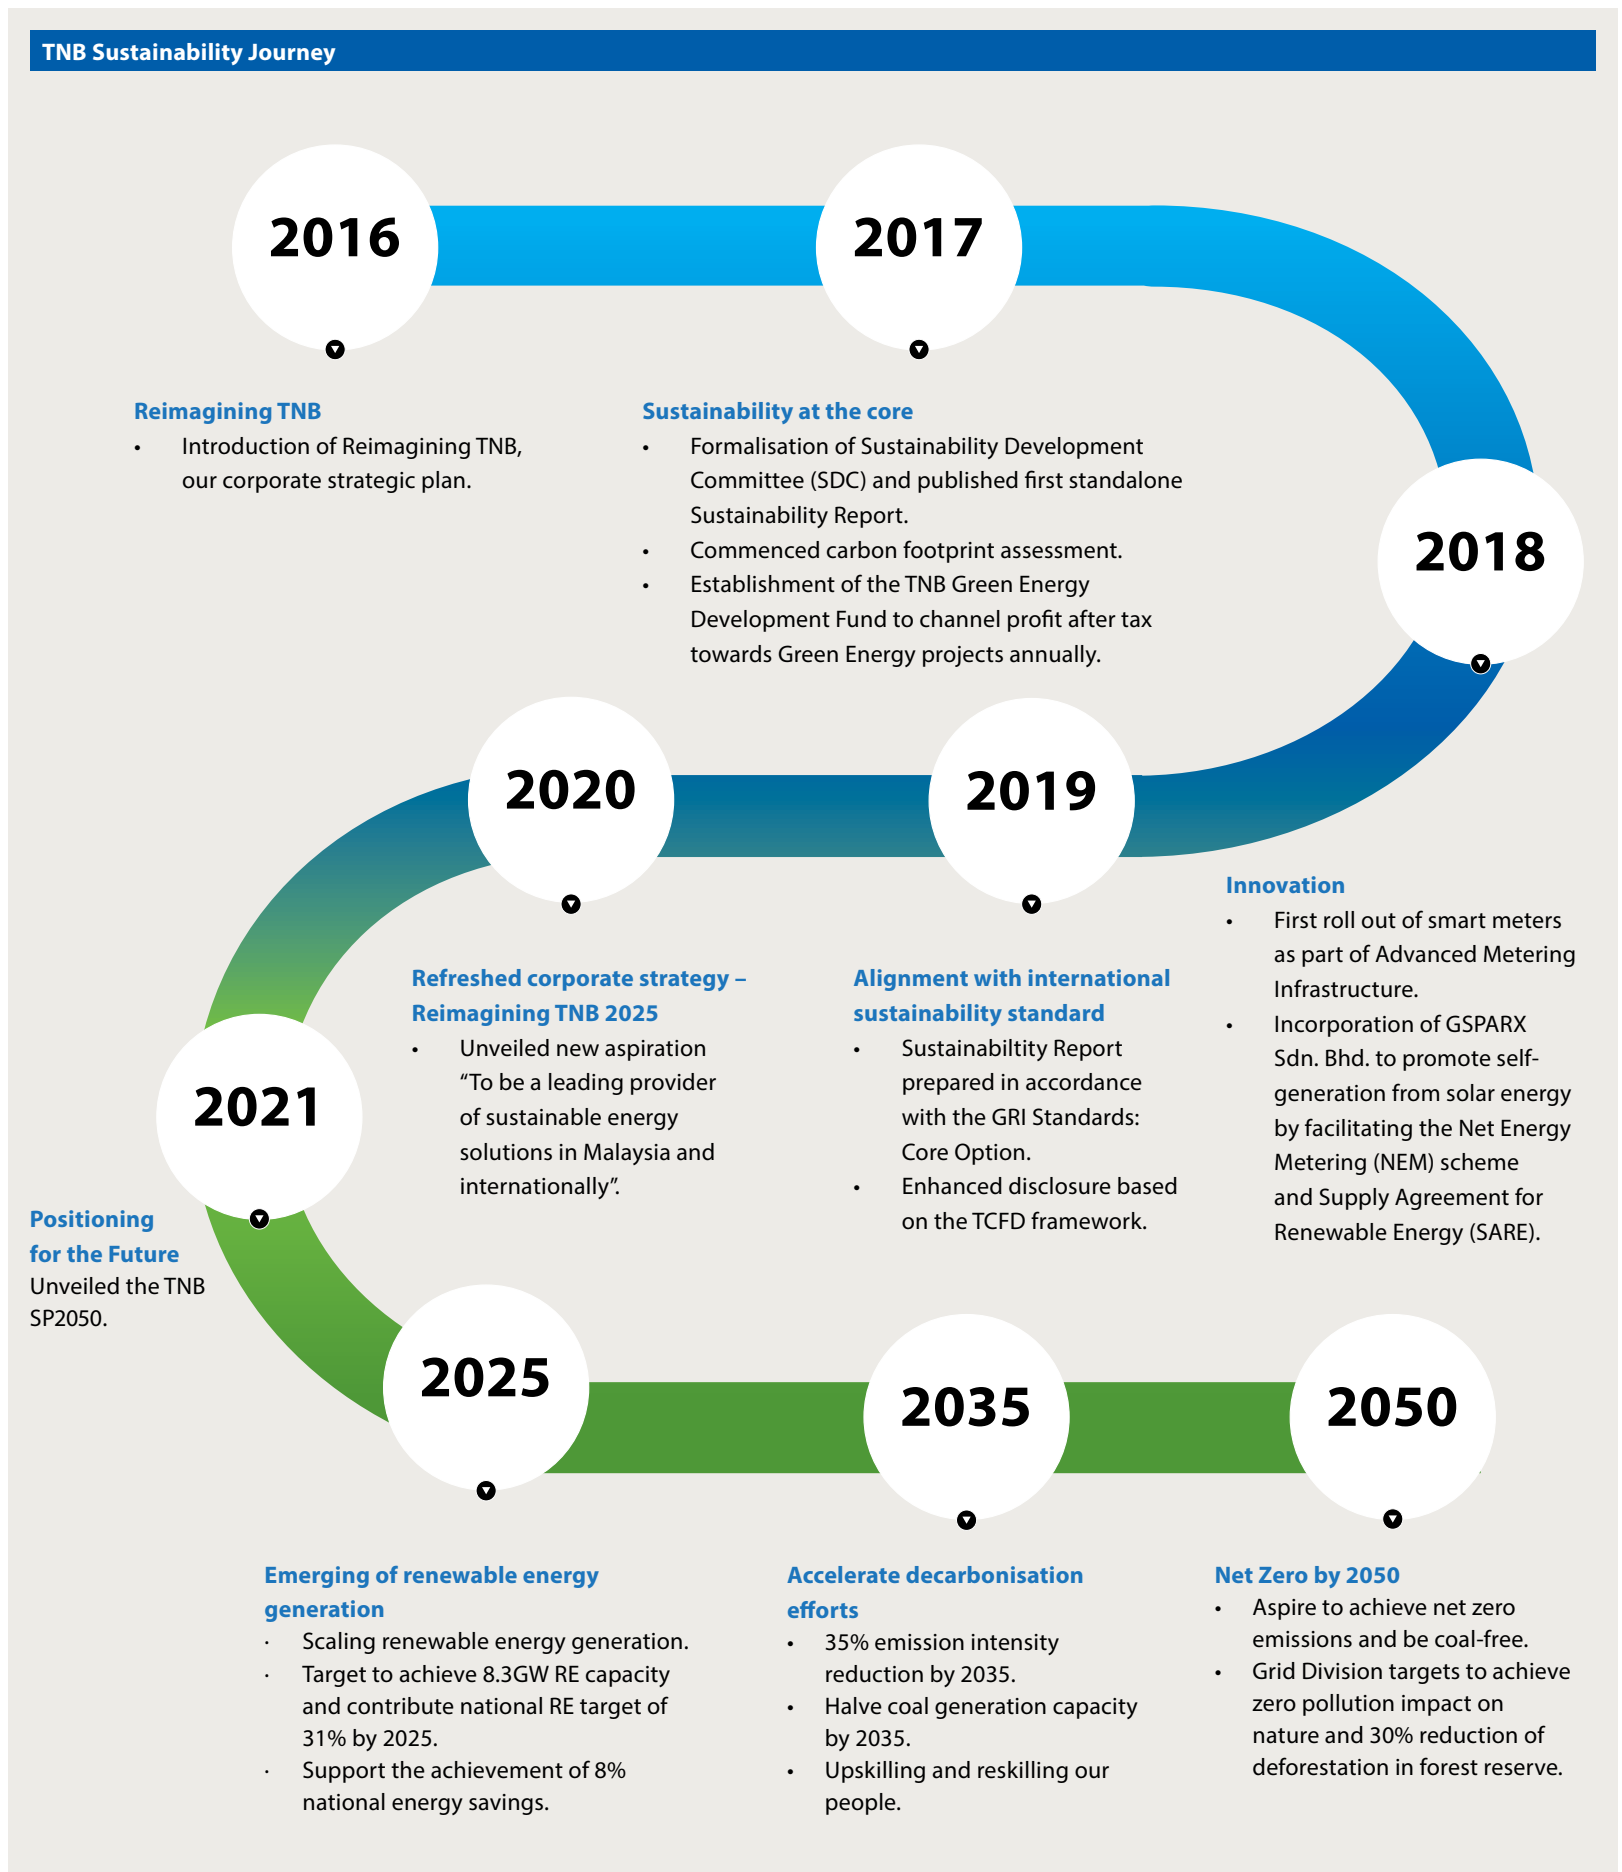 TNB Sustainability Journey
2016
Reimagining TNB
• Introduction of Reimagining TNB,
our corporate strategic plan.
2017
Sustainability at the core
• Formalisation of Sustainability Development
Committee (SDC) and published first standalone
Sustainability Report.
• Commenced carbon footprint assessment.
• Establishment of the TNB Green Energy
Development Fund to channel profit after tax
towards Green Energy projects annually.
2018
Innovation
• First roll out of smart meters
as part of Advanced Metering
Infrastructure.
• Incorporation of GSPARX
Sdn. Bhd. to promote self-
generation from solar energy
by facilitating the Net Energy
Metering (NEM) scheme
and Supply Agreement for
Renewable Energy (SARE).
2019
Alignment with international
sustainability standard
• Sustainabiltity Report
prepared in accordance
with the GRI Standards:
Core Option.
• Enhanced disclosure based
on the TCFD framework.
2020
Refreshed corporate strategy –
Reimagining TNB 2025
• Unveiled new aspiration
“To be a leading provider
of sustainable energy
solutions in Malaysia and
internationally”.
2021
Positioning
for the Future
Unveiled the TNB
SP2050.
2025
Emerging of renewable energy
generation
· Scaling renewable energy generation.
· Target to achieve 8.3GW RE capacity
and contribute national RE target of
31% by 2025.
· Support the achievement of 8%
national energy savings.
2035
Accelerate decarbonisation
efforts
• 35% emission intensity
reduction by 2035.
• Halve coal generation capacity
by 2035.
• Upskilling and reskilling our
people.
2050
Net Zero by 2050
• Aspire to achieve net zero
emissions and be coal-free.
• Grid Division targets to achieve
zero pollution impact on
nature and 30% reduction of
deforestation in forest reserve.